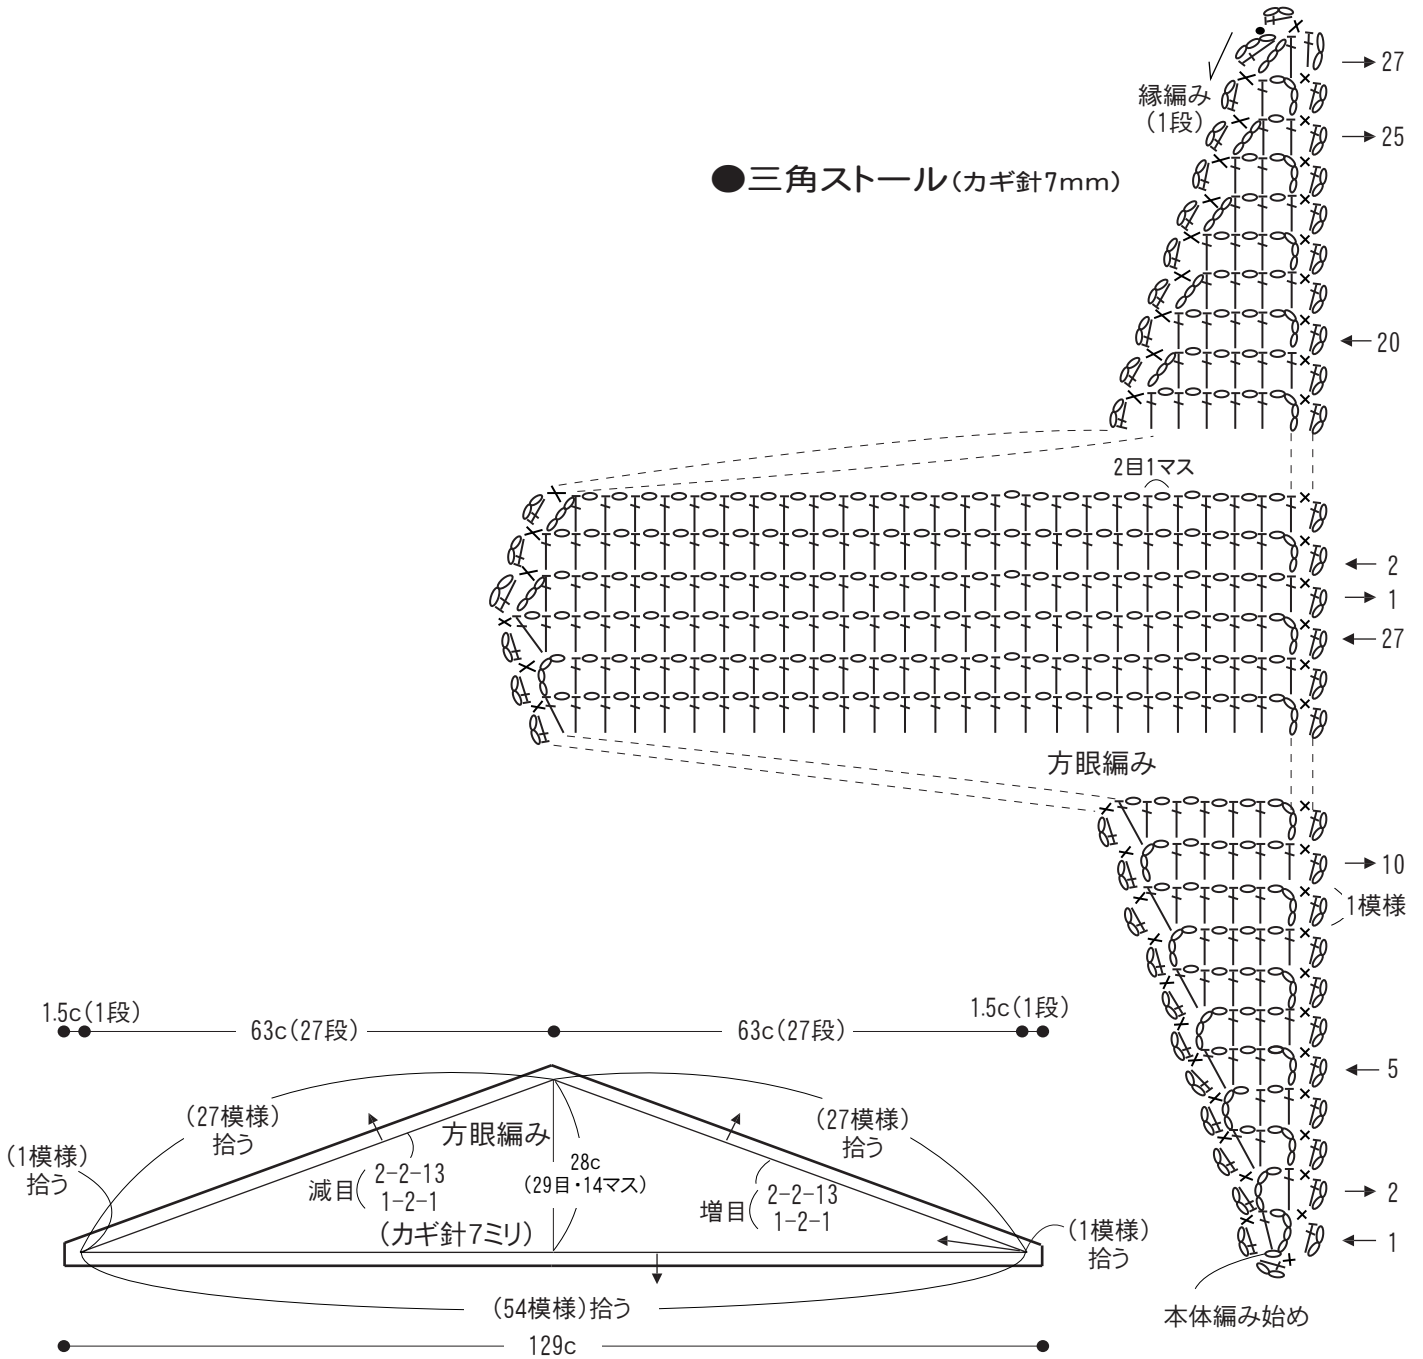 27
縁編み
(1段)
25
●三角ストール(カギ針7mm)
20
2目1マス
2
1
27
方眼編み
10
1模様
5
2
1
本体編み始め
1.5c(1段)
63c(27段)
63c(27段)
1.5c(1段)
(27模様)
拾う
方眼編み
(27模様)
拾う
(1模様)
拾う
減目
2-2-13
1-2-1
28c
(29目・14マス)
増目
2-2-13
1-2-1
(カギ針7ミリ)
(1模様)
拾う
(54模様)拾う
129c